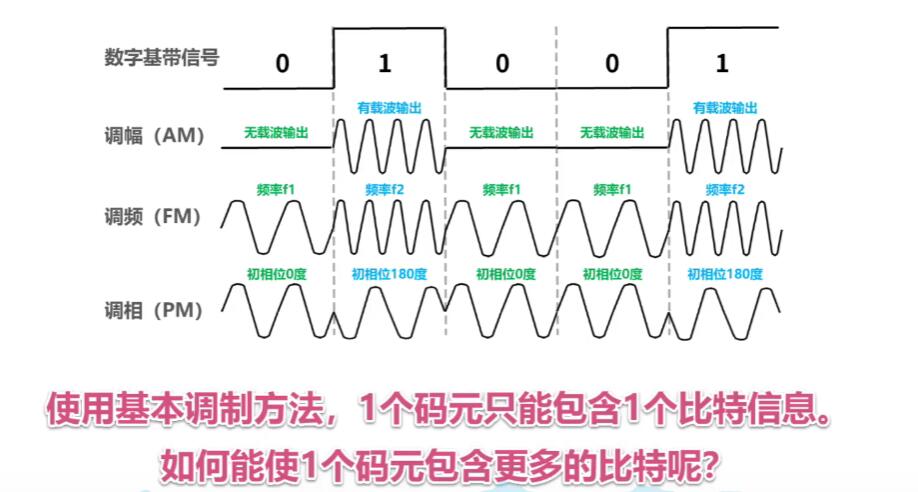 数字基带信号 0 1 0 0 1
有载波输出 有载波输出
调幅（AM） 无载波输出 无载波输出 无载波输出
频率f1 频率f2 频率f1 频率f1 频率f2
调频（FM）
初相位0度 初相位180度 初相位0度 初相位0度 初相位180度
调相（PM）
使用基本调制方法，1个码元只能包含1个比特信息。
如何能使1个码元包含更多的比特呢？